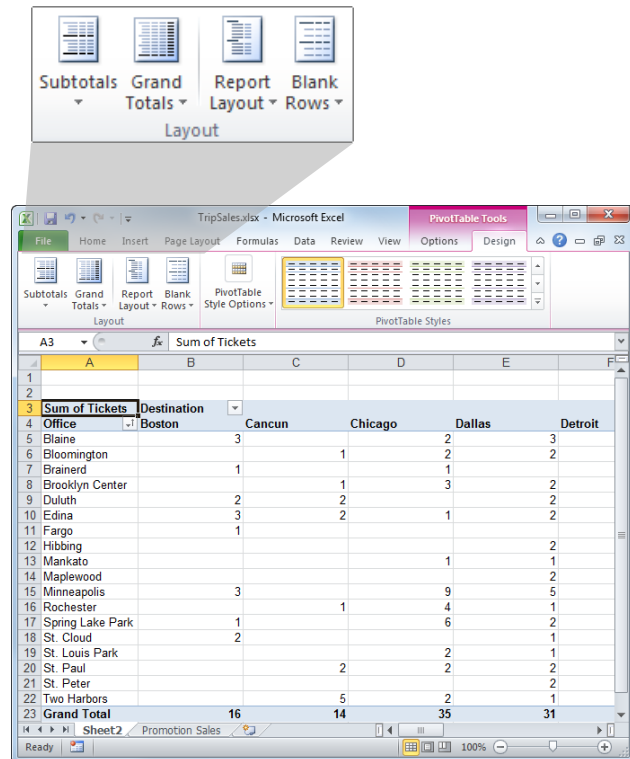 Subtotals Grand Totals Report Layout Blank Rows
Layout
TripSales.xlsx - Microsoft Excel PivotTable Tools
File Home Insert Page Layout Formulas Data Review View Options Design
Subtotals Grand Totals Report Layout Blank Rows PivotTable Style Options
Layout PivotTable Styles
A3 fx Sum of Tickets
A B C D E F
1
2
3 Sum of Tickets Destination
4 Office Boston Cancun Chicago Dallas Detroit
5 Blaine 3 2 3
6 Bloomington 1 2 2
7 Brainerd 1 1
8 Brooklyn Center 1 3 2
9 Duluth 2 2 2
10 Edina 3 2 1 2
11 Fargo 1
12 Hibbing 2
13 Mankato 1 1
14 Maplewood 2
15 Minneapolis 3 9 5
16 Rochester 1 4 1
17 Spring Lake Park 1 6 2
18 St. Cloud 2 1
19 St. Louis Park 2 1
20 St. Paul 2 2 2
21 St. Peter 2
22 Two Harbors 5 2 1
23 Grand Total 16 14 35 31
Sheet2 Promotion Sales
Ready 100%